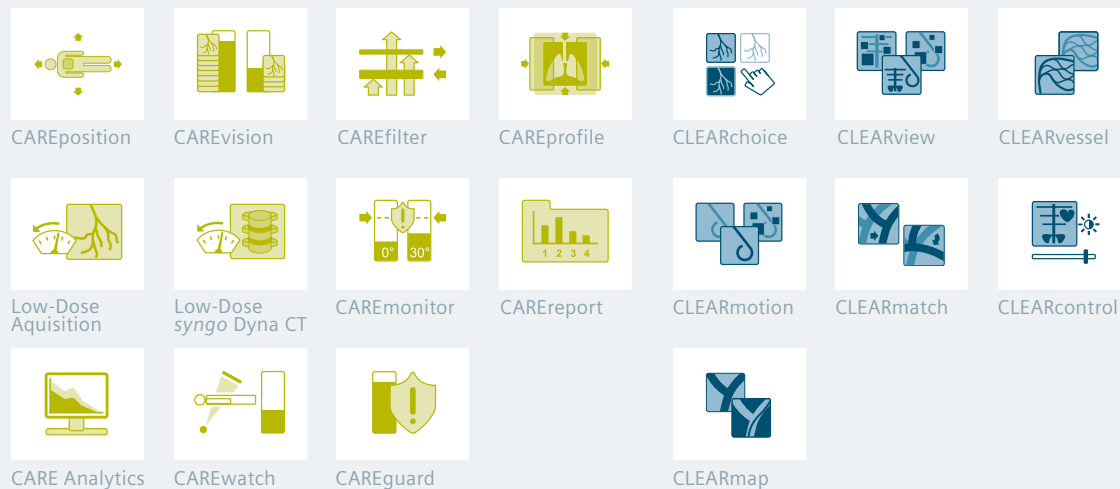 CAREposition
CAREvision
CAREfilter
CAREprofile
CLEARchoice
CLEARview
CLEARvessel
0°
30°
1 2 3 4
Low-Dose
Aquisition
Low-Dose
syngo Dyna CT
CAREmonitor
CAREreport
CLEARmotion
CLEARmatch
CLEARcontrol
CARE Analytics
CAREwatch
CAREguard
CLEARmap